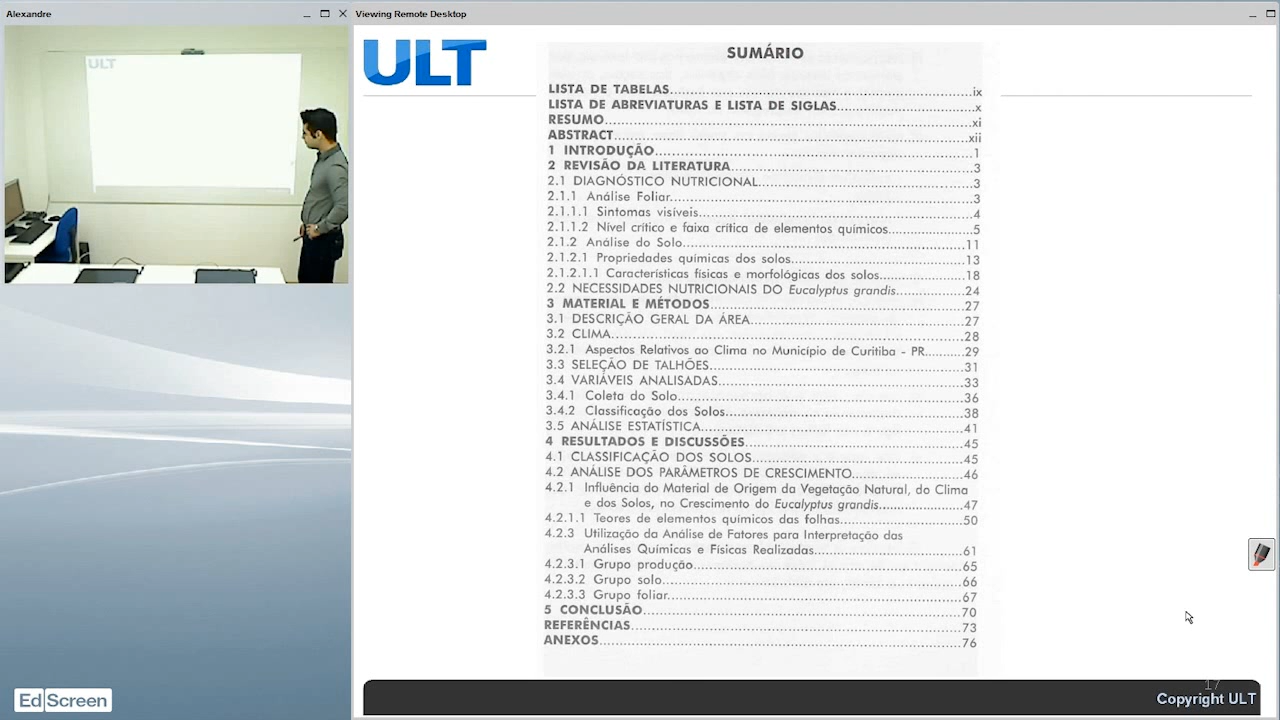 Alexandre
Viewing Remote Desktop
ULT
ULT
SUMÁRIO
LISTA DE TABELAS...ix
LISTA DE ABREVIATURAS E LISTA DE SIGLAS...x
RESUMO...xi
ABSTRACT...xii
1 INTRODUÇÃO...1
2 REVISÃO DA LITERATURA...3
2.1 DIAGNÓSTICO NUTRICIONAL...3
2.1.1 Análise Foliar...3
2.1.1.1 Sintomas visíveis...4
2.1.1.2 Nível crítico e faixa crítica de elementos químicos...5
2.1.2 Análise do Solo...11
2.1.2.1 Propriedades químicas dos solos...13
2.1.2.1.1 Características físicas e morfológicas dos solos...18
2.2 NECESSIDADES NUTRICIONAIS DO Eucalyptus grandis...24
3 MATERIAL E MÉTODOS...27
3.1 DESCRIÇÃO GERAL DA ÁREA...27
3.2 CLIMA...28
3.2.1 Aspectos Relativos ao Clima no Município de Curitiba - PR...29
3.3 SELEÇÃO DE TALHÕES...31
3.4 VARIÁVEIS ANALISADAS...33
3.4.1 Coleta do Solo...36
3.4.2 Classificação dos Solos...38
3.5 ANÁLISE ESTATÍSTICA...41
4 RESULTADOS E DISCUSSÕES...45
4.1 CLASSIFICAÇÃO DOS SOLOS...45
4.2 ANÁLISE DOS PARÂMETROS DE CRESCIMENTO...46
4.2.1 Influência do Material de Origem da Vegetação Natural, do Clima
e dos Solos, no Crescimento do Eucalyptus grandis...47
4.2.1.1 Teores de elementos químicos das folhas...50
4.2.3 Utilização da Análise de Fatores para Interpretação das
Análises Químicas e Físicas Realizadas...61
4.2.3.1 Grupo produção...65
4.2.3.2 Grupo solo...66
4.2.3.3 Grupo foliar...67
5 CONCLUSÃO...70
REFERÊNCIAS...73
ANEXOS...76
17
Copyright ULT
Ed Screen